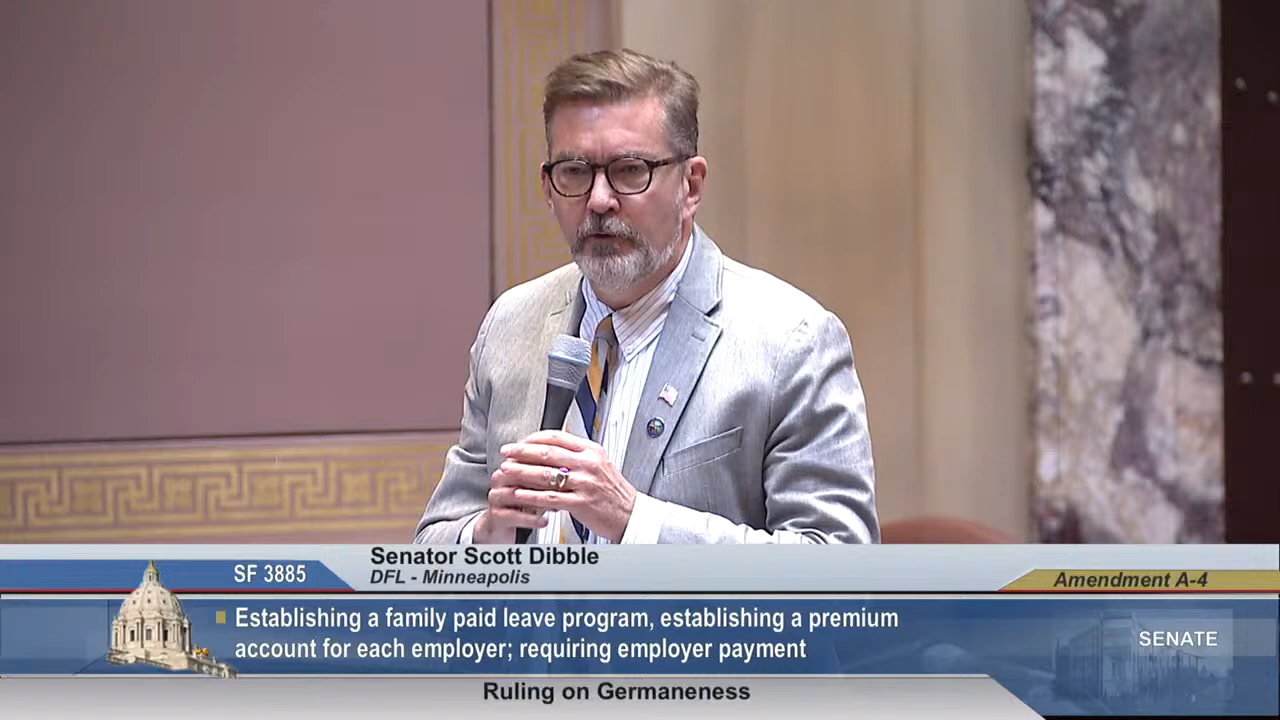 Senator Scott Dibble
DFL - Minneapolis
SF 3885
Amendment A-4
Establishing a family paid leave program, establishing a premium
account for each employer; requiring employer payment
SENATE
Ruling on Germaneness